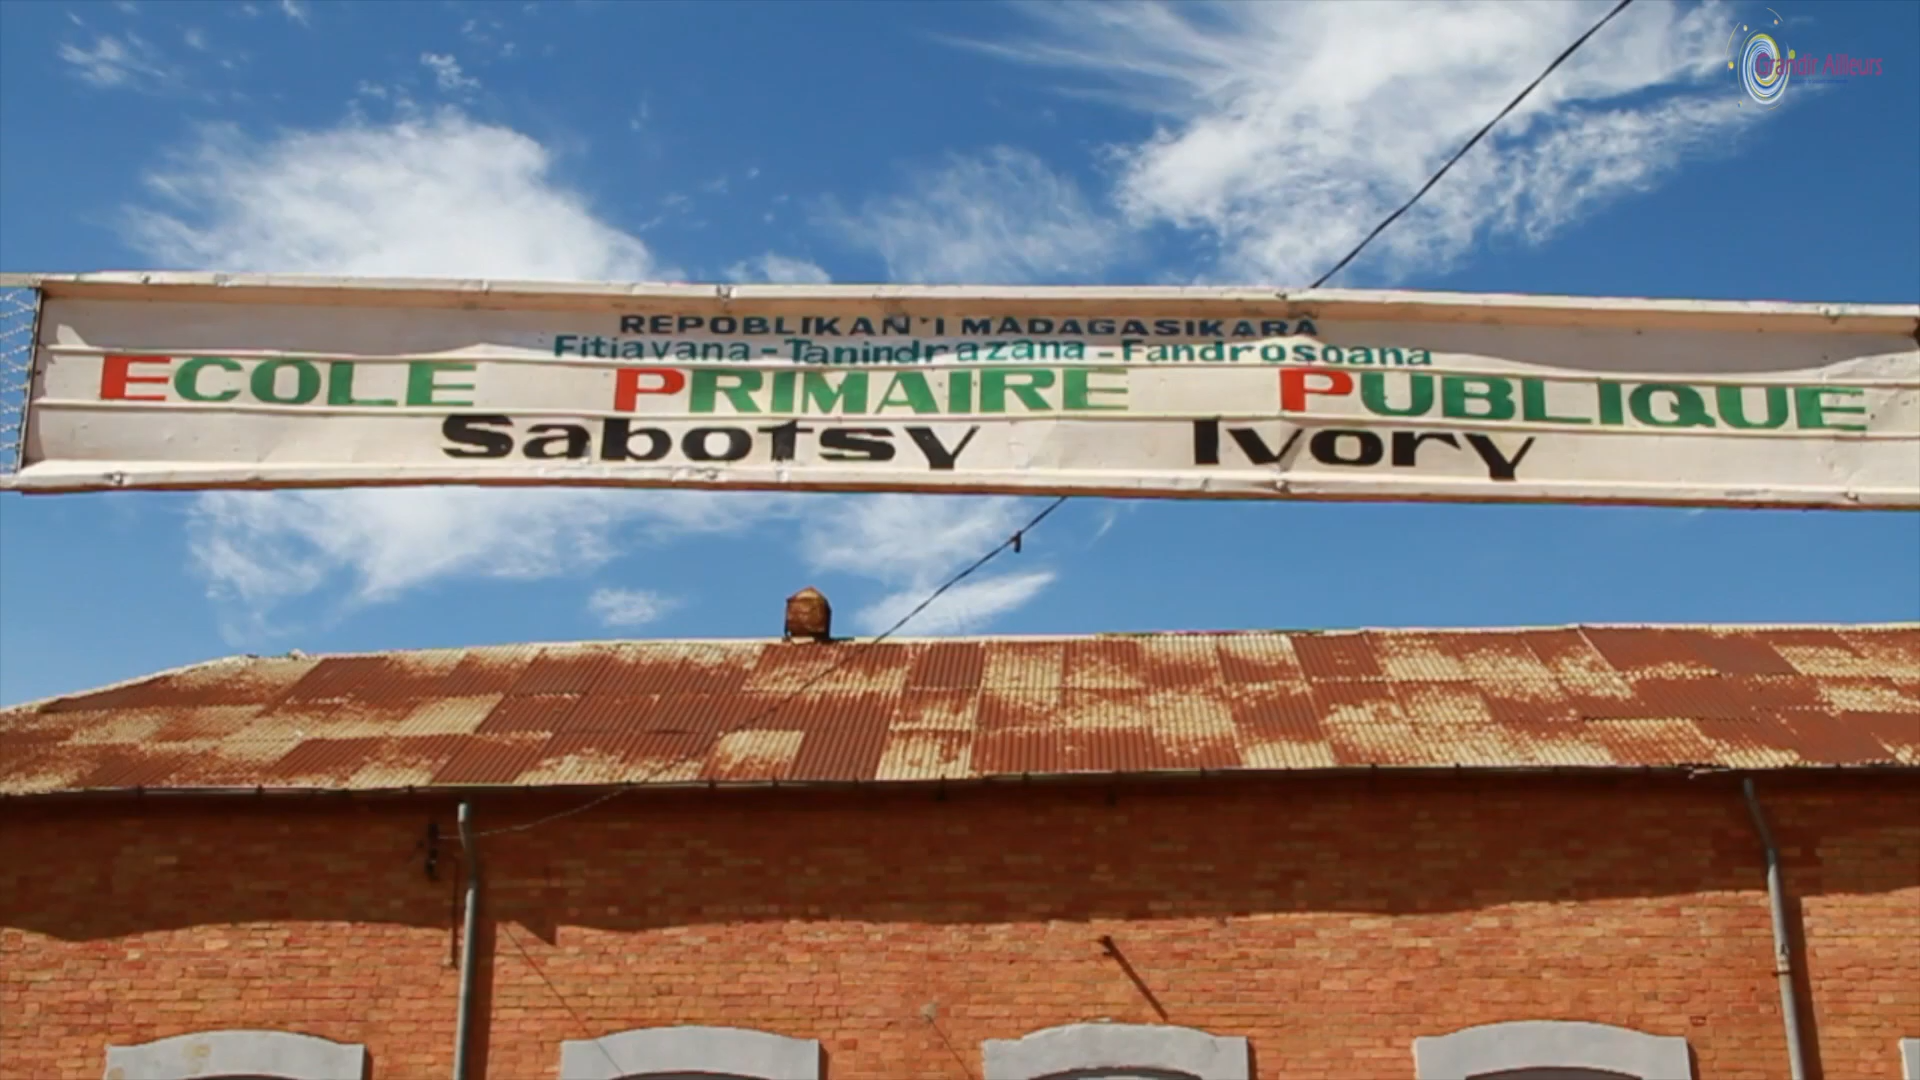 Grandir Ailleurs
REPOBLIKAN'I MADAGASIKARA
Fitiavana - Tanindrazana - Fandrosoana
ECOLE PRIMAIRE PUBLIQUE
Sabotsy Ivory